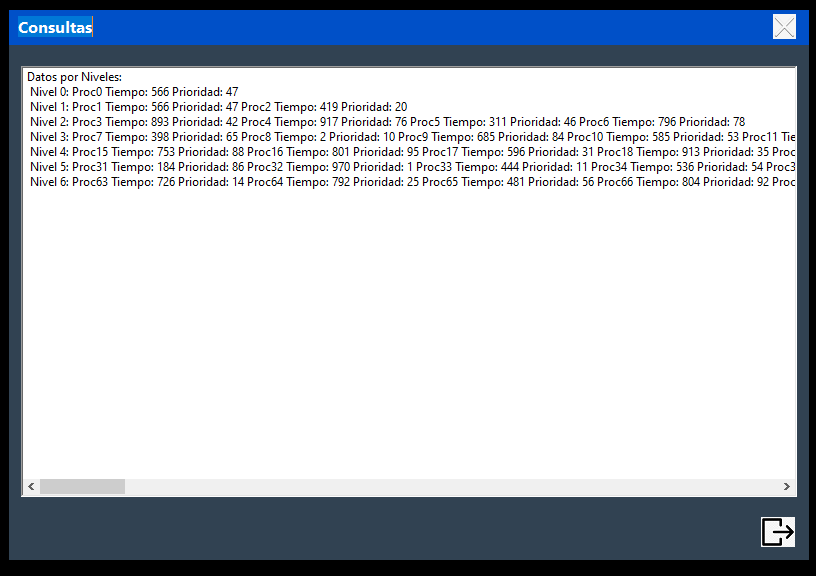 Consultas
Datos por Niveles:
Nivel 0: Proc0 Tiempo: 566 Prioridad: 47
Nivel 1: Proc1 Tiempo: 566 Prioridad: 47 Proc2 Tiempo: 419 Prioridad: 20
Nivel 2: Proc3 Tiempo: 893 Prioridad: 42 Proc4 Tiempo: 917 Prioridad: 76 Proc5 Tiempo: 311 Prioridad: 46 Proc6 Tiempo: 796 Prioridad: 78
Nivel 3: Proc7 Tiempo: 398 Prioridad: 65 Proc8 Tiempo: 2 Prioridad: 10 Proc9 Tiempo: 685 Prioridad: 84 Proc10 Tiempo: 585 Prioridad: 53 Proc11 Tie
Nivel 4: Proc15 Tiempo: 753 Prioridad: 88 Proc16 Tiempo: 801 Prioridad: 95 Proc17 Tiempo: 596 Prioridad: 31 Proc18 Tiempo: 913 Prioridad: 35 Proc
Nivel 5: Proc31 Tiempo: 184 Prioridad: 86 Proc32 Tiempo: 970 Prioridad: 1 Proc33 Tiempo: 444 Prioridad: 11 Proc34 Tiempo: 536 Prioridad: 54 Proc3
Nivel 6: Proc63 Tiempo: 726 Prioridad: 14 Proc64 Tiempo: 792 Prioridad: 25 Proc65 Tiempo: 481 Prioridad: 56 Proc66 Tiempo: 804 Prioridad: 92 Proc